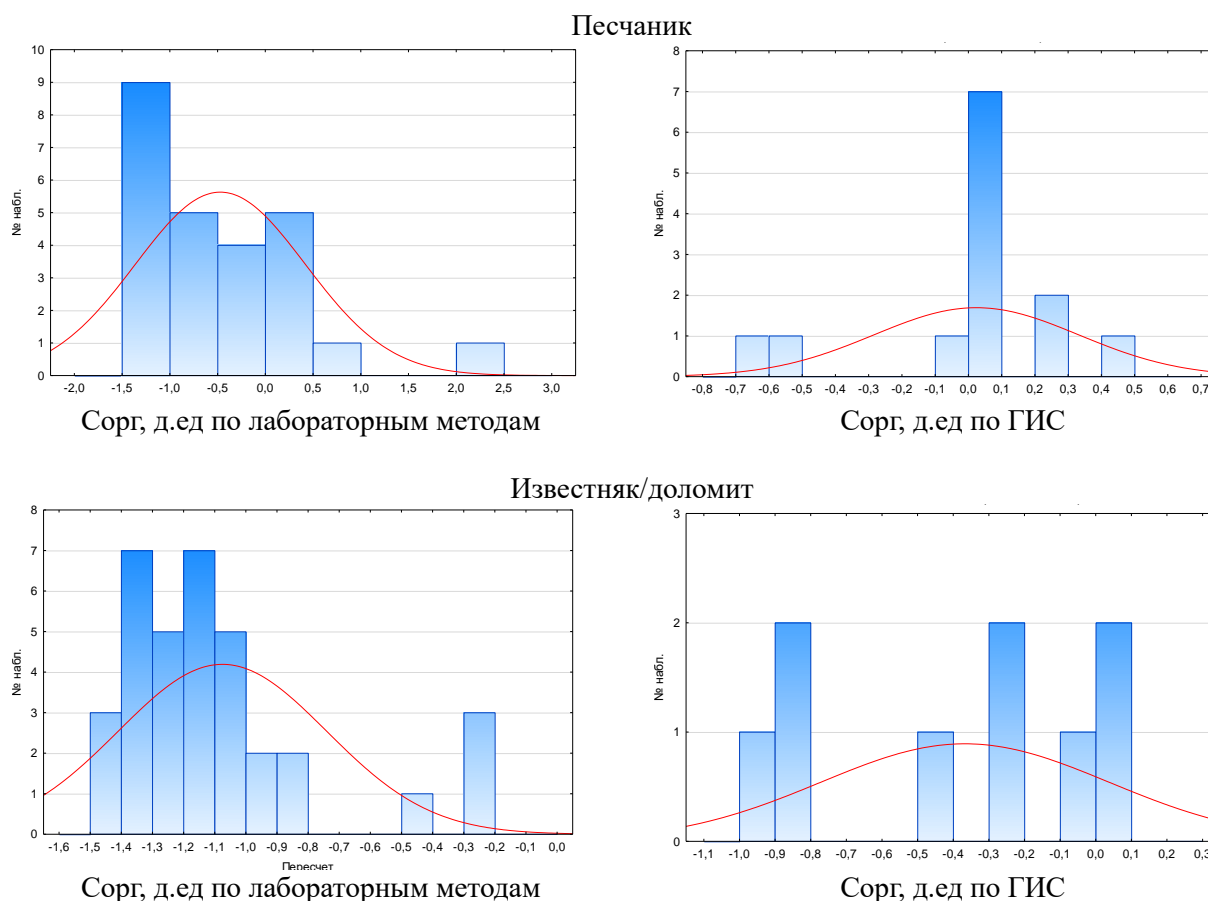 Песчаник
10
9
8
7
6
5
4
3
2
1
0
№ набл.
-2,0 -1,5 -1,0 -0,5 0,0 0,5 1,0 1,5 2,0 2,5 3,0
Сорг, д.ед по лабораторным методам
8
7
6
5
4
3
2
1
0
№ набл.
-0,8 -0,7 -0,6 -0,5 -0,4 -0,3 -0,2 -0,1 0,0 0,1 0,2 0,3 0,4 0,5 0,6 0,7
Сорг, д.ед по ГИС
Известняк/доломит
8
7
6
5
4
3
2
1
0
№ набл.
-1,6 -1,5 -1,4 -1,3 -1,2 -1,1 -1,0 -0,9 -0,8 -0,7 -0,6 -0,5 -0,4 -0,3 -0,2 -0,1 0,0
Пересчет
Сорг, д.ед по лабораторным методам
3
2
1
0
№ набл.
-1,1 -1,0 -0,9 -0,8 -0,7 -0,6 -0,5 -0,4 -0,3 -0,2 -0,1 0,0 0,1 0,2 0,3
Сорг, д.ед по ГИС